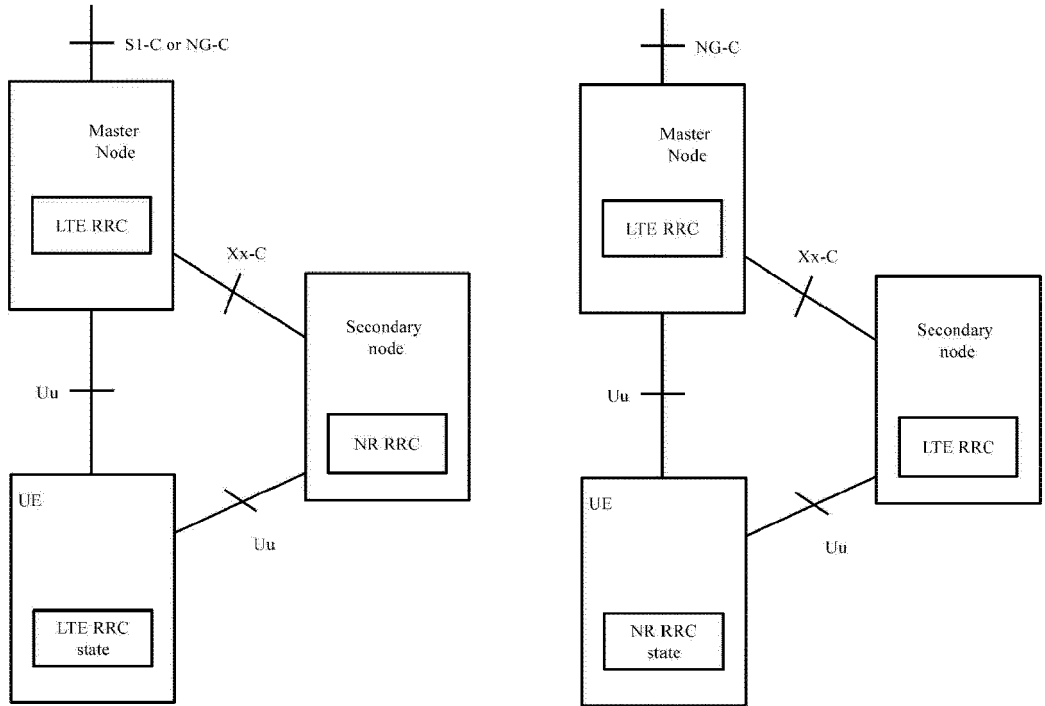 S1-C or NG-C
Master
Node
LTE RRC
Xx-C
Secondary
node
NR RRC
Uu
Uu
UE
LTE RRC
state
NG-C
Master
Node
LTE RRC
Xx-C
Secondary
node
LTE RRC
Uu
Uu
UE
NR RRC
state